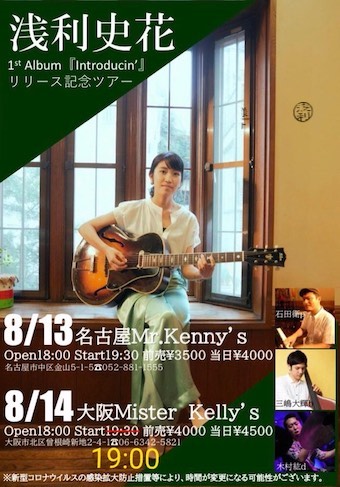 浅利史花
1st Album『Introducin'』
リリース記念ツアー
石田衛p
8/13名古屋Mr.Kenny's
Open18:00 Start19:30 前売¥3500 当日¥4000
名古屋市中区金山5-1-5☎052-881-1555
三嶋大輝b
8/14大阪Mister Kelly's
Open18:00 Start19:30 前売¥4000 当日¥4500
大阪市北区曽根崎新地2-4-1☎06-6342-5821
木村紘d
19:00
※新型コロナウイルスの感染拡大防止措置等により、時間が変更になる可能性がございます。